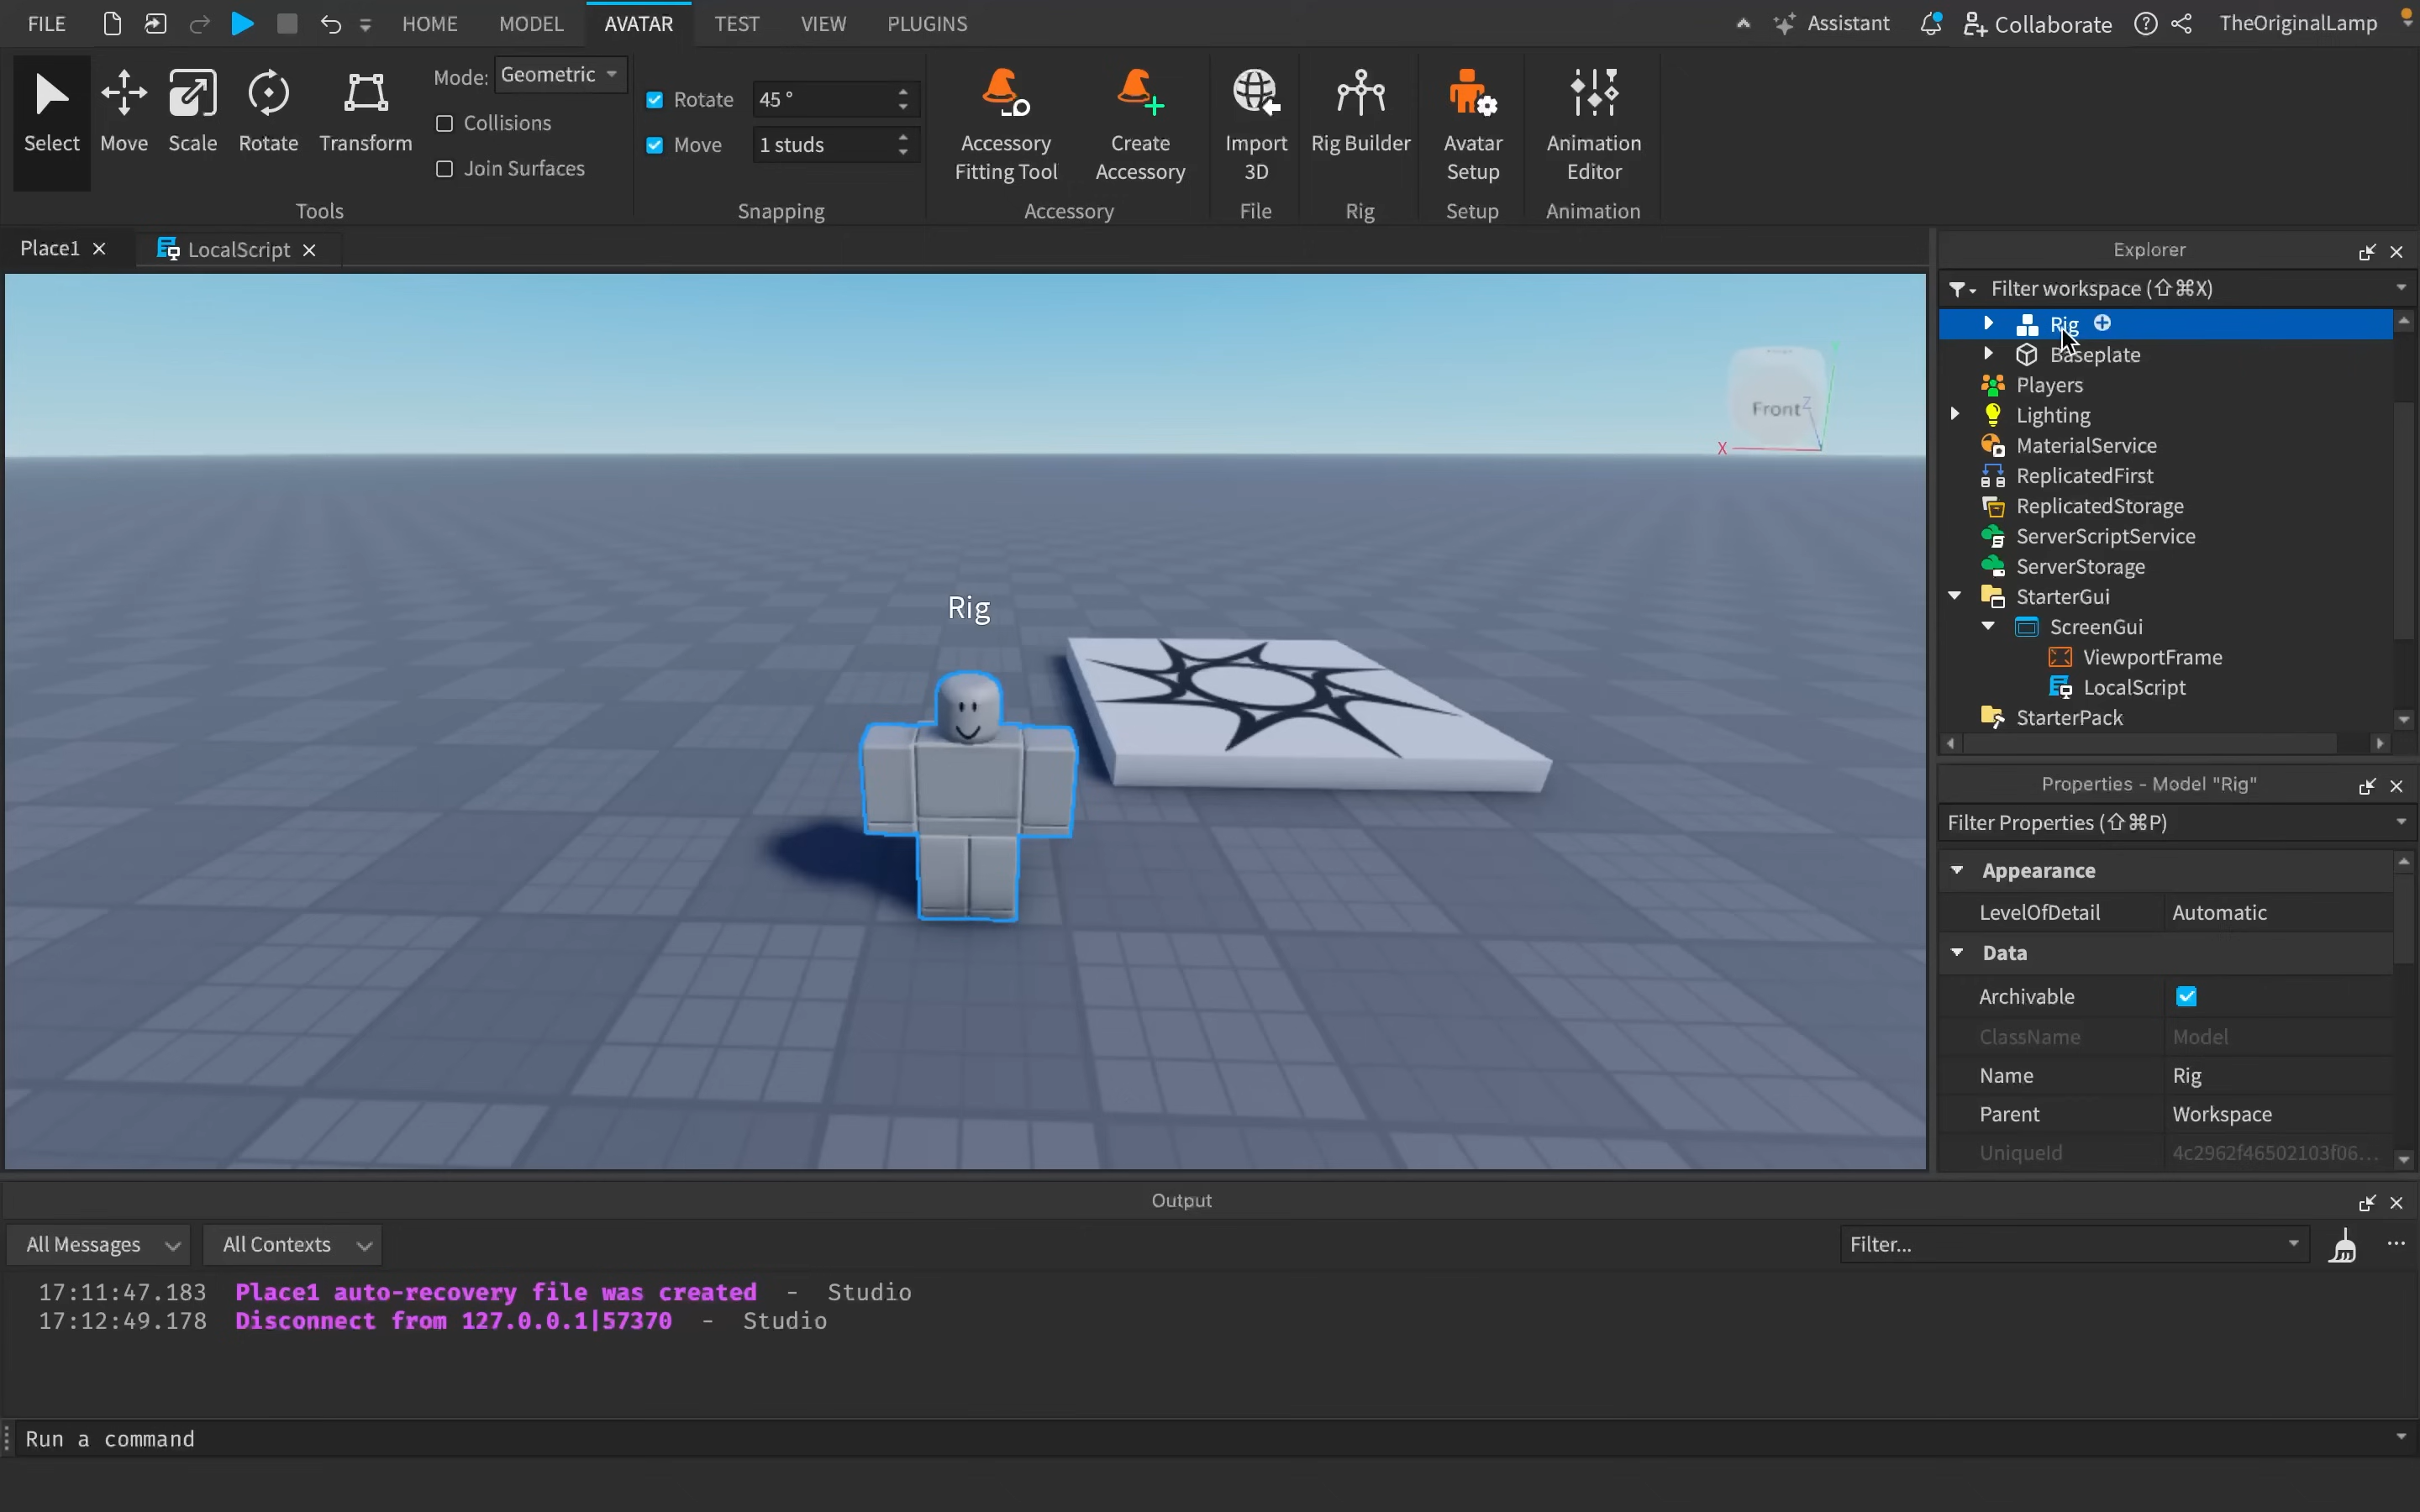 FILE HOME MODEL AVATAR TEST VIEW PLUGINS Assistant Collaborate TheOriginalLamp
Select Move Scale Rotate Transform
Mode: Geometric
Collisions
Join Surfaces
Tools
Rotate 45 °
Move 1 studs
Snapping
Accessory Fitting Tool
Create Accessory
Accessory
Import 3D
File
Rig Builder
Rig
Avatar Setup
Setup
Animation Editor
Animation
Place1 LocalScript
Rig
Front
X
Z
Explorer
Filter workspace (⇧⌘X)
Rig
Baseplate
Players
Lighting
MaterialService
ReplicatedFirst
ReplicatedStorage
ServerScriptService
ServerStorage
StarterGui
ScreenGui
ViewportFrame
LocalScript
StarterPack
Properties - Model "Rig"
Filter Properties (⇧⌘P)
Appearance
LevelOfDetail Automatic
Data
Archivable
ClassName Model
Name Rig
Parent Workspace
UniqueId 4c2962f46502103f06...
Output
All Messages All Contexts Filter...
17:11:47.183 Place1 auto-recovery file was created - Studio
17:12:49.178 Disconnect from 127.0.0.1|57370 - Studio
Run a command